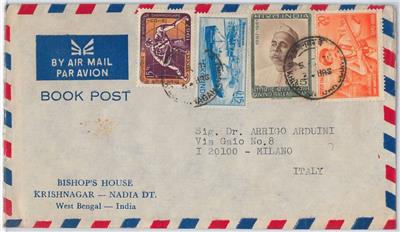 BY AIR MAIL
PAR AVION
BOOK POST
INDIA
Sig. Dr. ARRIGO ARDUINI
Via Gaio No.8
I 20100 - MILANO
ITALY
BISHOP'S HOUSE
KRISHNAGAR — NADIA DT.
West Bengal — India